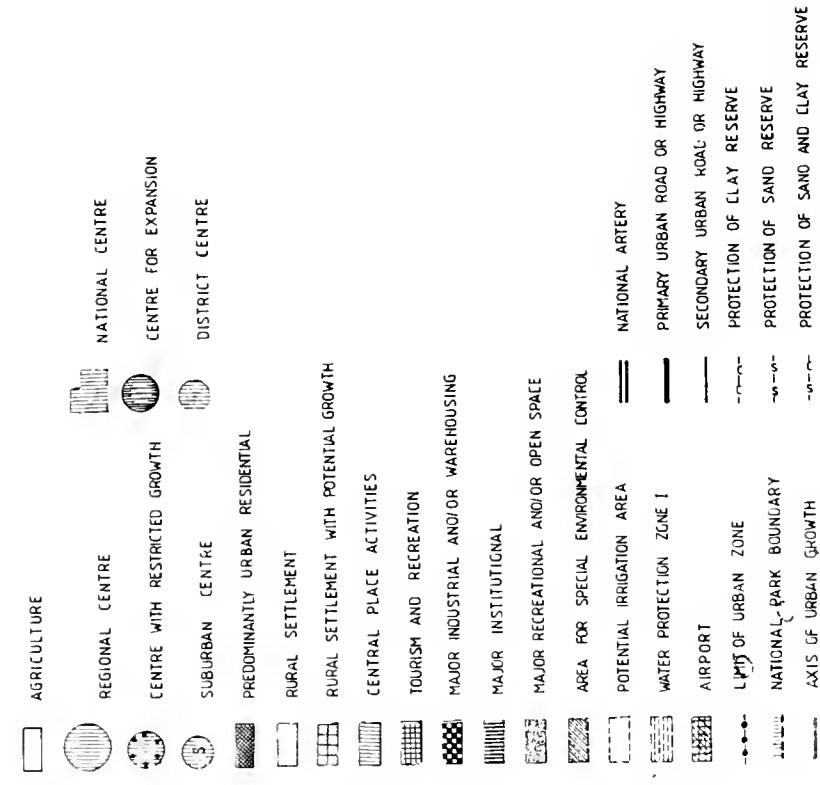 AGRICULTURE
REGIONAL CENTRE
NATIONAL CENTRE
CENTRE WITH RESTRICTED GROWTH
CENTRE FOR EXPANSION
S SUBURBAN CENTRE
DISTRICT CENTRE
PREDOMINANTLY URBAN RESIDENTIAL
RURAL SETTLEMENT
RURAL SETTLEMENT WITH POTENTIAL GROWTH
CENTRAL PLACE ACTIVITIES
TOURISM AND RECREATION
MAJOR INDUSTRIAL AND/OR WAREHOUSING
MAJOR INSTITUTIONAL
MAJOR RECREATIONAL AND/OR OPEN SPACE
AREA FOR SPECIAL ENVIRONMENTAL CONTROL
POTENTIAL IRRIGATION AREA
NATIONAL ARTERY
WATER PROTECTION ZONE I
PRIMARY URBAN ROAD OR HIGHWAY
AIRPORT
SECONDARY URBAN ROAD OR HIGHWAY
LIMIT OF URBAN ZONE
-C-C- PROTECTION OF CLAY RESERVE
NATIONAL PARK BOUNDARY
-S-S- PROTECTION OF SAND RESERVE
AXIS OF URBAN GROWTH
-S-C- PROTECTION OF SAND AND CLAY RESERVE